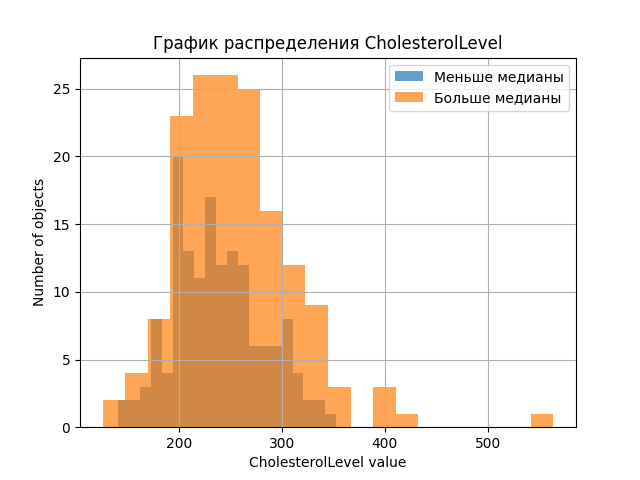 График распределения CholesterolLevel
Меньше медианы
Больше медианы
25
20
15
10
5
0
Number of objects
200 300 400 500
CholesterolLevel value